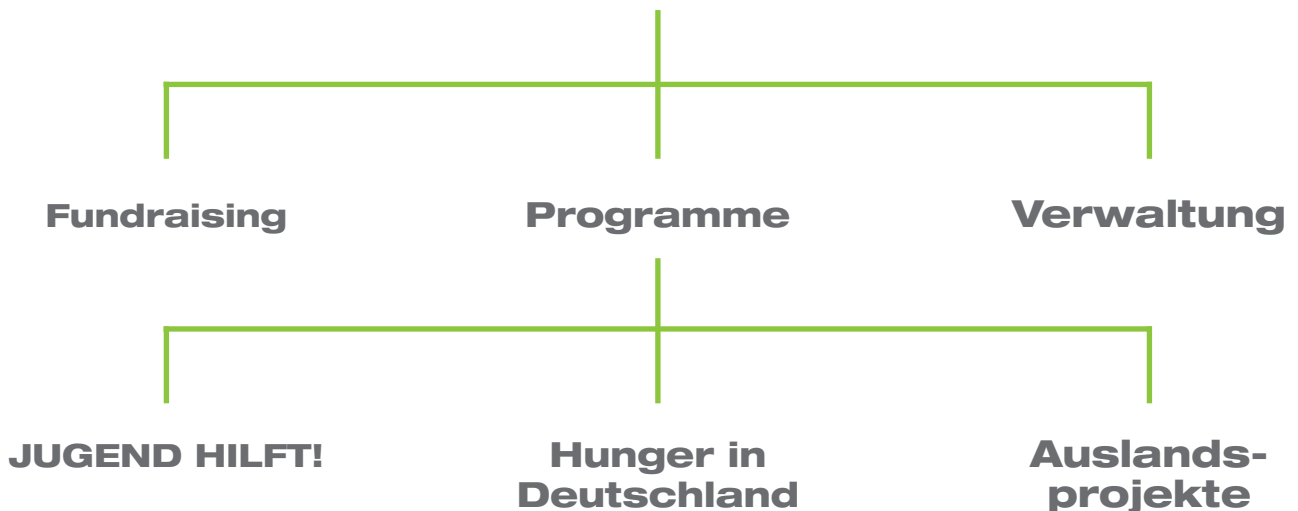 Fundraising
Programme
Verwaltung
JUGEND HILFT!
Hunger in
Deutschland
Auslands-
projekte